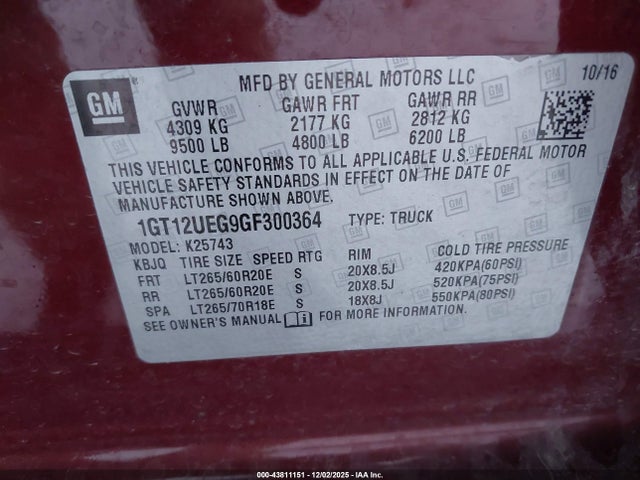 MFD BY GENERAL MOTORS LLC
10/16
GM
GVWR GAWR FRT GAWR RR
4309 KG 2177 KG 2812 KG
9500 LB 4800 LB 6200 LB
THIS VEHICLE CONFORMS TO ALL APPLICABLE U.S. FEDERAL MOTOR
VEHICLE SAFETY STANDARDS IN EFFECT ON THE DATE OF
MANUFACTURE SHOWN ABOVE.
1GT12UEG9GF300364 TYPE: TRUCK
MODEL: K25743
KBJQ TIRE SIZE SPEED RTG RIM COLD TIRE PRESSURE
FRT LT265/60R20E S 20X8.5J 420KPA(60PSI)
RR LT265/60R20E S 20X8.5J 520KPA(75PSI)
SPA LT265/70R18E S 18X8J 550KPA(80PSI)
SEE OWNER'S MANUAL FOR MORE INFORMATION.
000-43811151 - 12/02/2025 - IAA Inc.